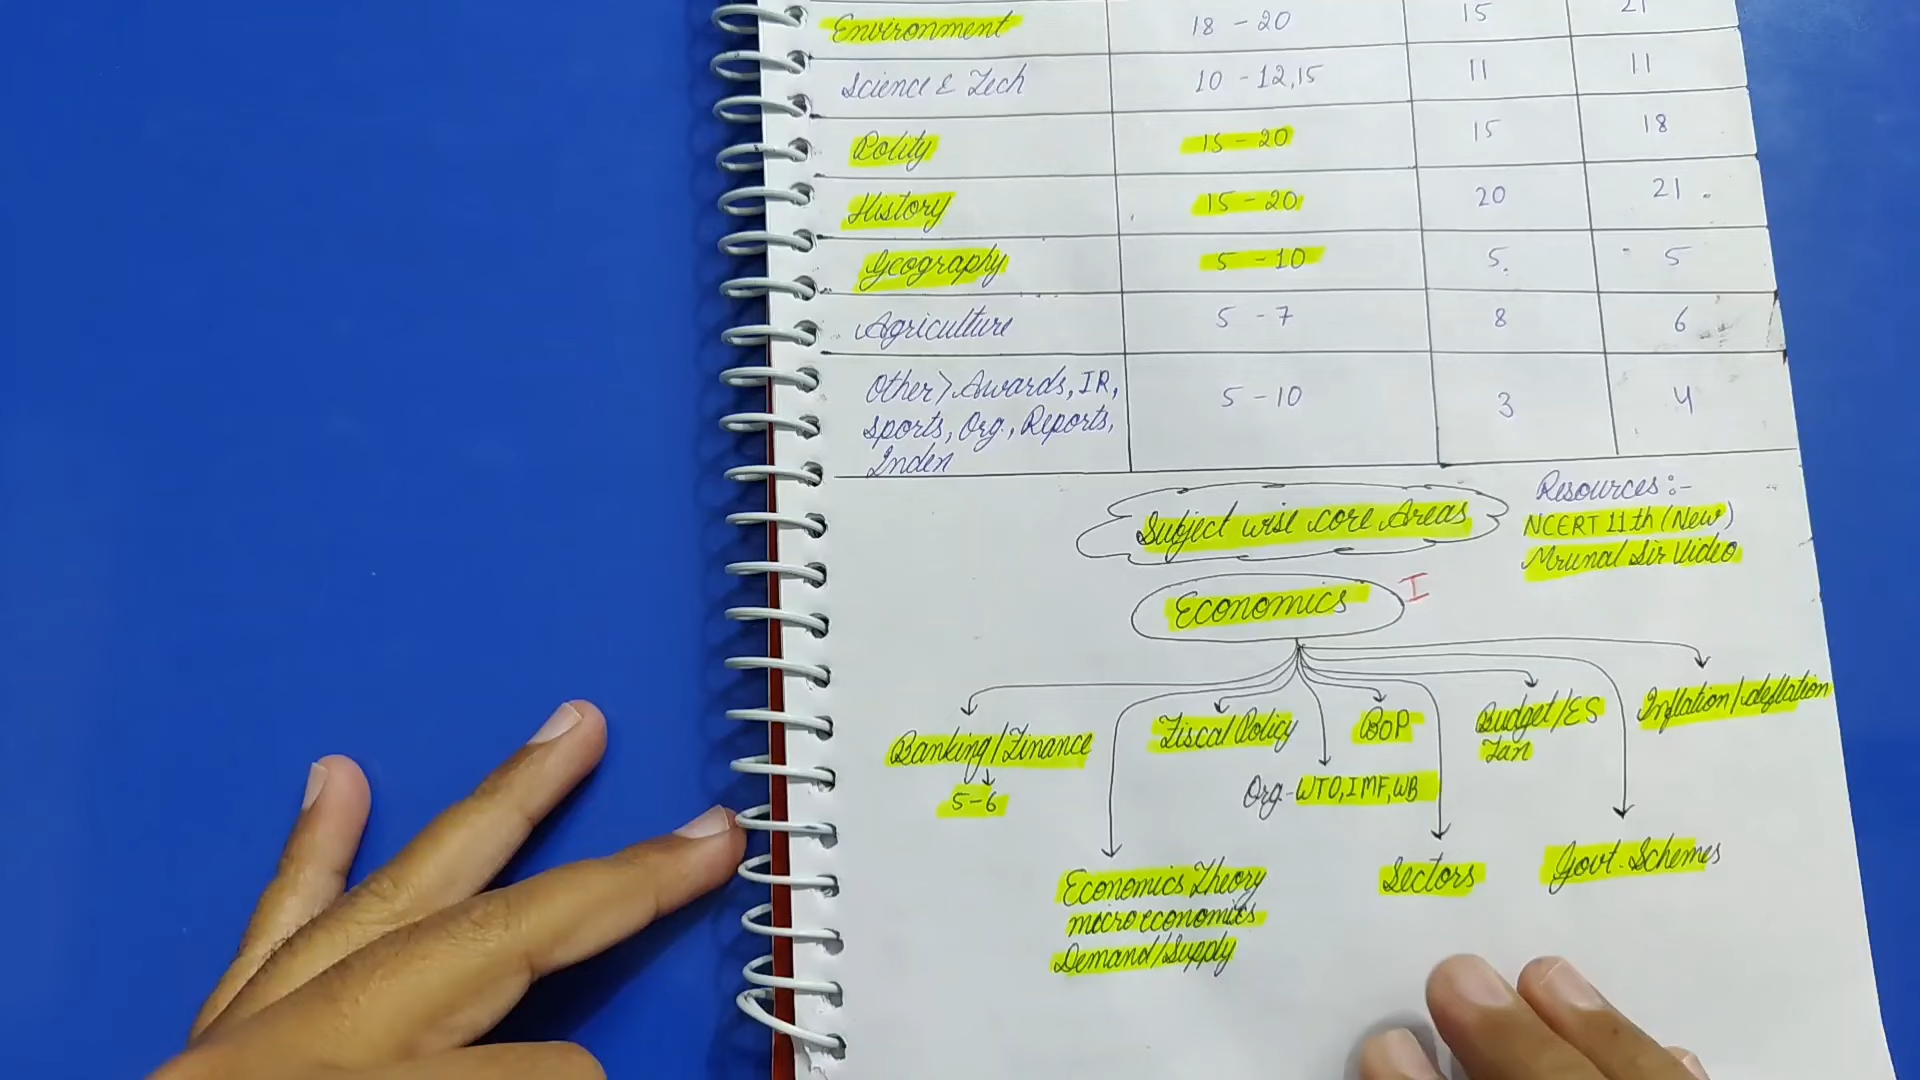 Environment 18 - 20 15 21
Science & Tech 10 - 12,15 11 11
Polity 15 - 20 15 18
History 15 - 20 20 21
Geography 5 - 10 5 5
Agriculture 5 - 7 8 6
Other > Awards, IR, 5 - 10 3 4
Sports, Org., Reports,
Index
Resources :-
Subject wise core Areas
NCERT 11th (New)
Mrunal Sir Video
Economics I
Banking/Finance
5-6
Fiscal Policy
BOP
Budget/ES
Tax
Inflation/deflation
Org - WTO, IMF, WB
Economics Theory
microeconomics
Demand/Supply
Sectors
Govt. Schemes